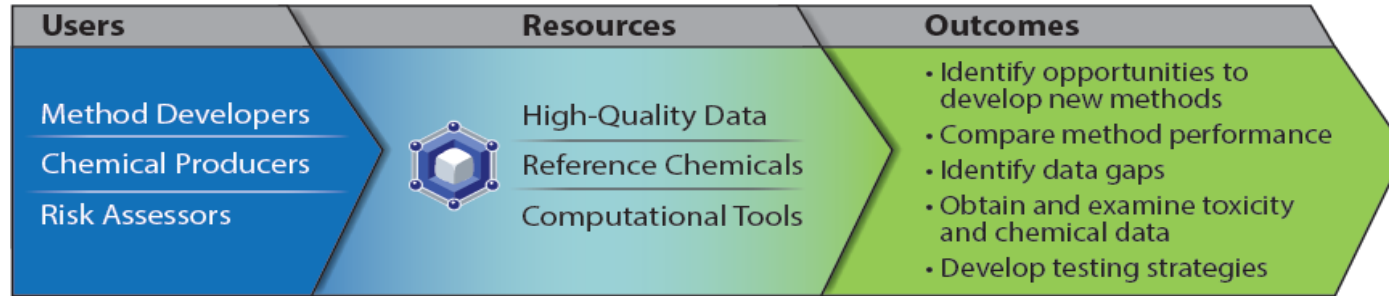 Users
Method Developers
Chemical Producers
Risk Assessors
Resources
High-Quality Data
Reference Chemicals
Computational Tools
Outcomes
• Identify opportunities to
develop new methods
• Compare method performance
• Identify data gaps
• Obtain and examine toxicity
and chemical data
• Develop testing strategies